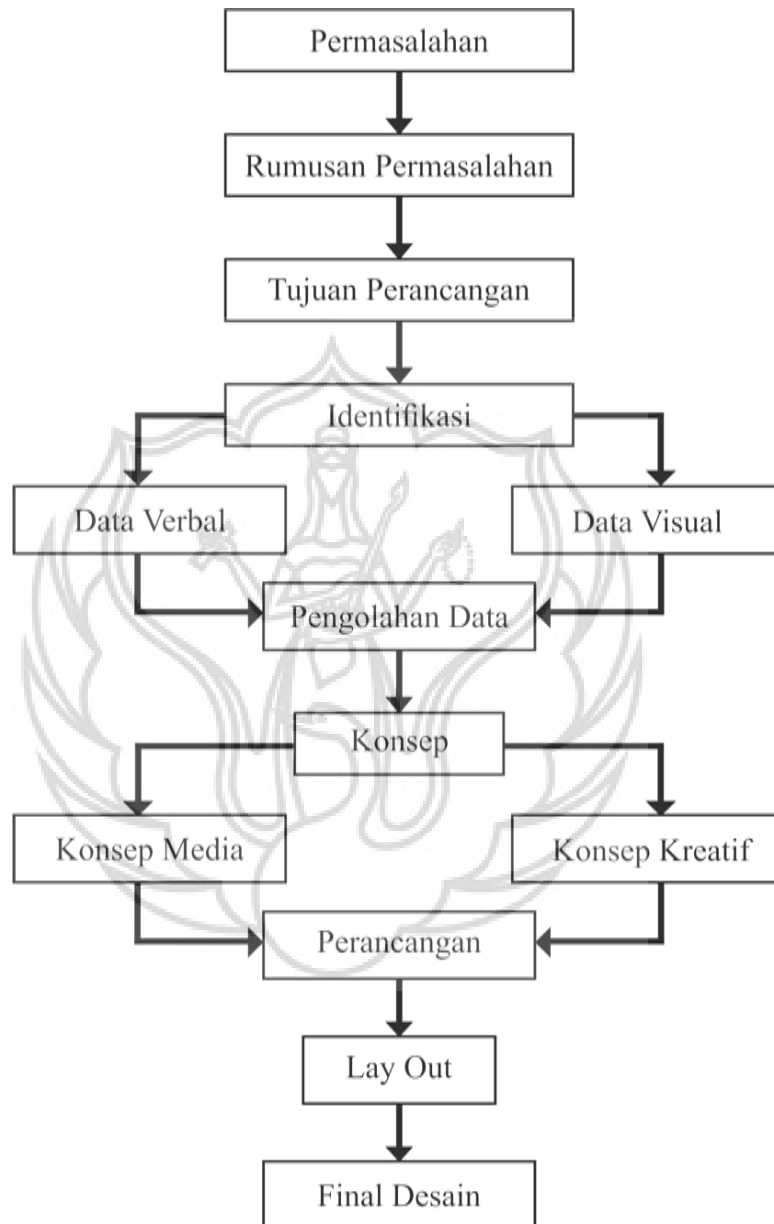 Permasalahan
Rumusan Permasalahan
Tujuan Perancangan
Identifikasi
Data Verbal
Data Visual
Pengolahan Data
Konsep
Konsep Media
Konsep Kreatif
Perancangan
Lay Out
Final Desain